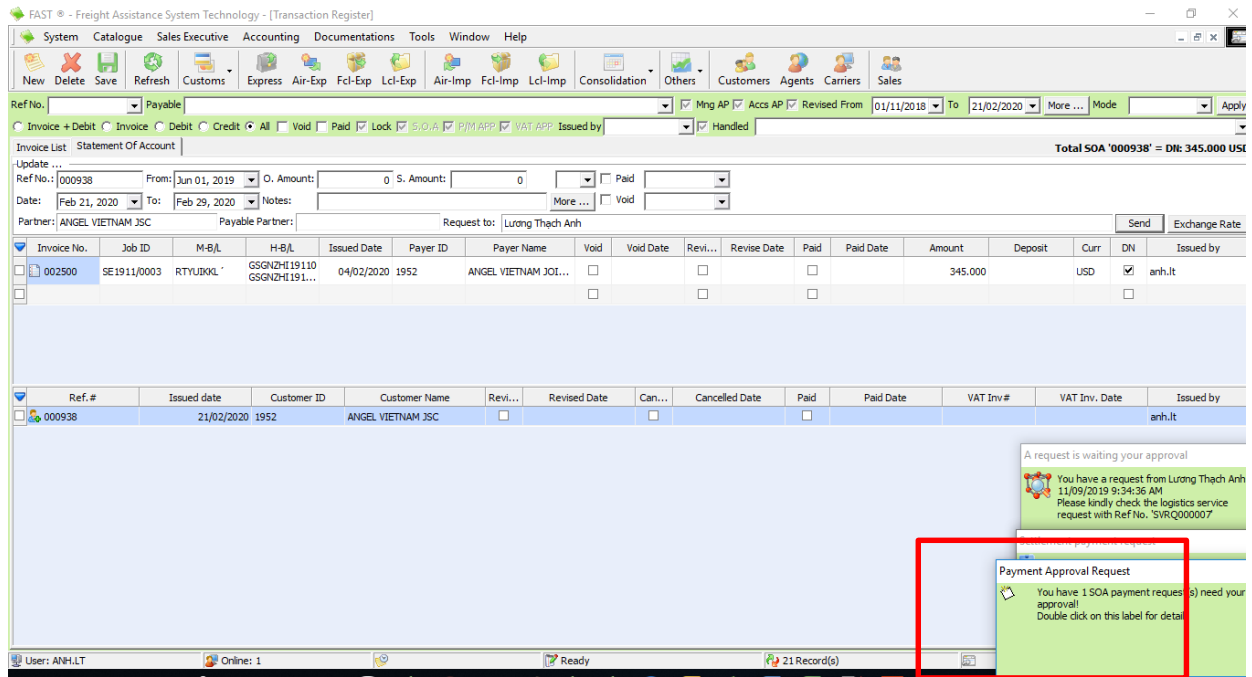 FAST ® - Freight Assistance System Technology - [Transaction Register]
System Catalogue Sales Executive Accounting Documentations Tools Window Help
New Delete Save Refresh Customs Express Air-Exp Fcl-Exp Lcl-Exp Air-Imp Fcl-Imp Lcl-Imp Consolidation Others Customers Agents Carriers Sales
Ref No. Payable Mng AP Accs AP Revised From 01/11/2018 To 21/02/2020 More ... Mode Apply
Invoice + Debit Invoice Debit Credit All Void Paid Lock S.O.A P/M APP VAT APP Issued by Handled
Invoice List Statement Of Account Total SOA '000938' = DN: 345.000 USD
Update ...
Ref No.: 000938 From: Jun 01, 2019 O. Amount: 0 S. Amount: 0 Paid
Date: Feb 21, 2020 To: Feb 29, 2020 Notes: More ... Void
Partner: ANGEL VIETNAM JSC Payable Partner: Request to: Lương Thạch Anh Send Exchange Rate
Invoice No. Job ID M-B/L H-B/L Issued Date Payer ID Payer Name Void Void Date Revi... Revise Date Paid Paid Date Amount Deposit Curr DN Issued by
002500 SE1911/0003 RTYUIKKL GSGNZHI19110 04/02/2020 1952 ANGEL VIETNAM JOI... 345.000 USD anh.lt
GSGNZHI191...
Ref.# Issued date Customer ID Customer Name Revi... Revised Date Can... Cancelled Date Paid Paid Date VAT Inv# VAT Inv. Date Issued by
000938 21/02/2020 1952 ANGEL VIETNAM JSC anh.lt
A request is waiting your approval
You have a request from Lương Thạch Anh
11/09/2019 9:34:36 AM
Please kindly check the logistics service
request with Ref No. 'SVRQ000007'
Settlement payment request
Payment Approval Request
You have 1 SOA payment request(s) need your
approval!
Double click on this label for detail
User: ANH.LT Online: 1 Ready 21 Record(s)